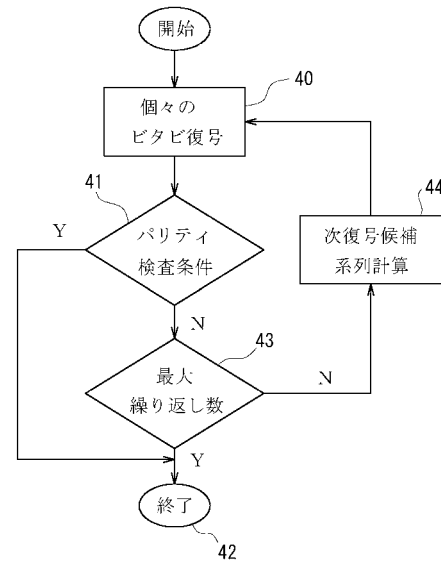 開始
40
個々の
ビタビ復号
41
Y
パリティ
検査条件
44
次復号候補
系列計算
N
43
最大
繰り返し数
N
Y
終了
42